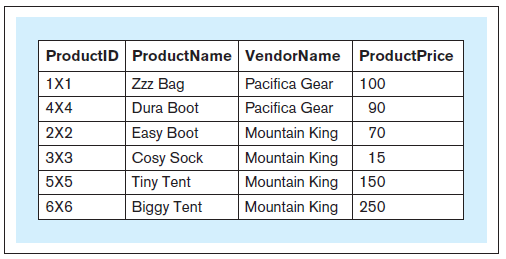 ProductID ProductName VendorName ProductPrice
1X1 Zzz Bag Pacifica Gear 100
4X4 Dura Boot Pacifica Gear 90
2X2 Easy Boot Mountain King 70
3X3 Cosy Sock Mountain King 15
5X5 Tiny Tent Mountain King 150
6X6 Biggy Tent Mountain King 250